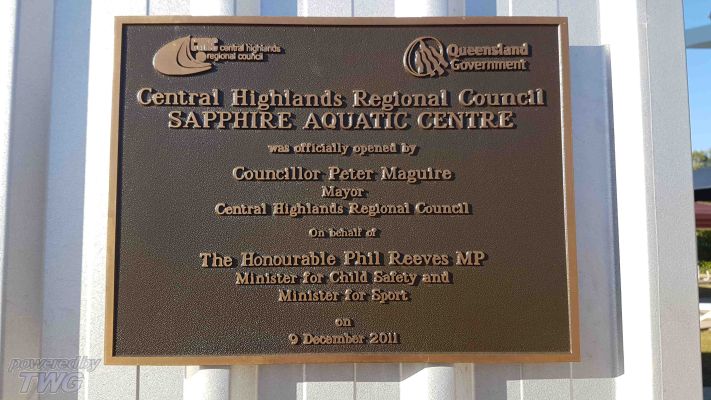 central highlands
regional council
Queensland
Government
Central Highlands Regional Council
SAPPHIRE AQUATIC CENTRE
was officially opened by
Councillor Peter Maguire
Mayor
Central Highlands Regional Council
On behalf of
The Honourable Phil Reeves MP
Minister for Child Safety and
Minister for Sport
on
9 December 2011
powered by
TWG